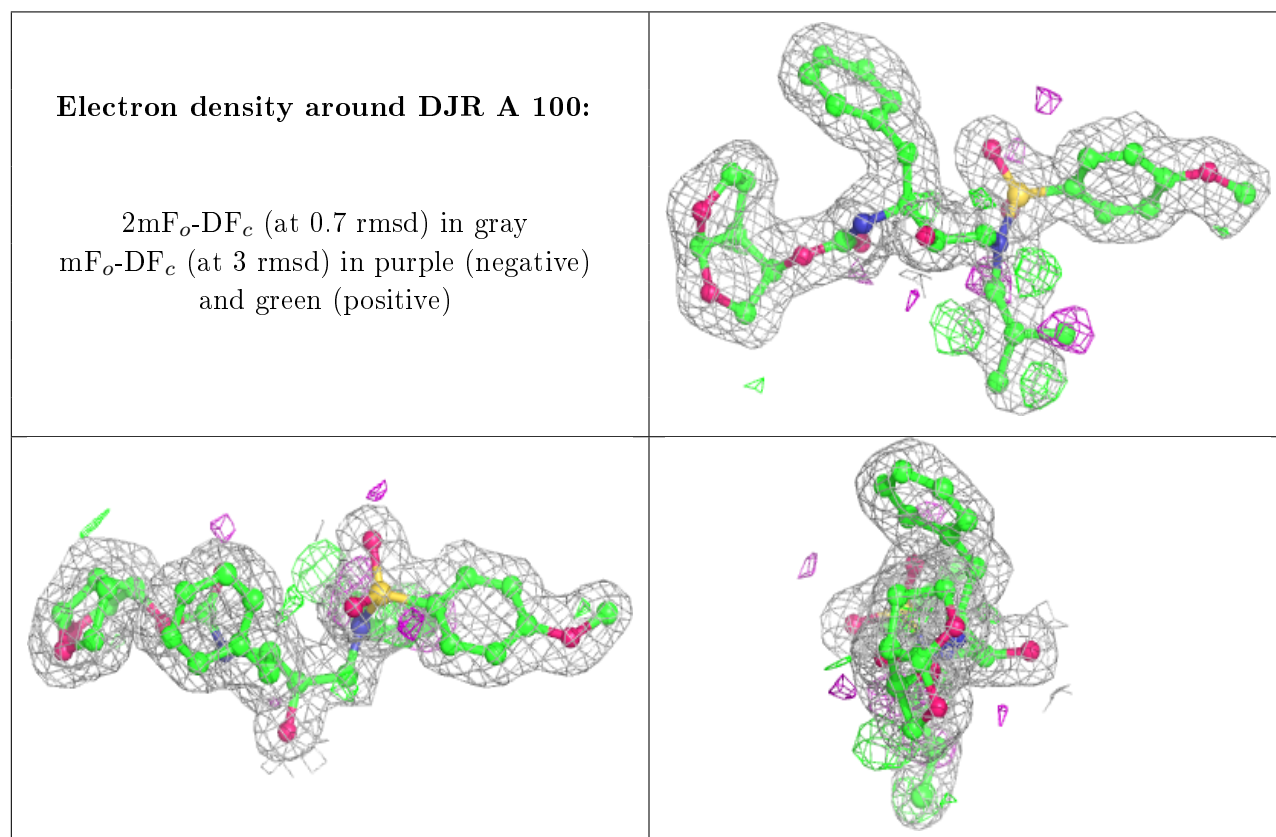 Electron density around DJR A 100:
2mFo-DFc (at 0.7 rmsd) in gray
mFo-DFc (at 3 rmsd) in purple (negative)
and green (positive)